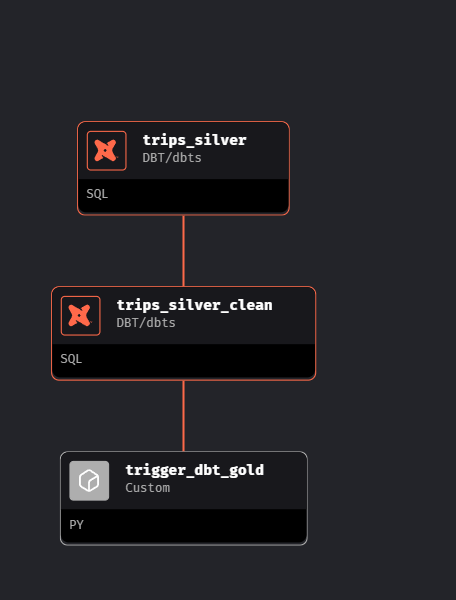 trips_silver
DBT/dbts
SQL
trips_silver_clean
DBT/dbts
SQL
trigger_dbt_gold
Custom
PY